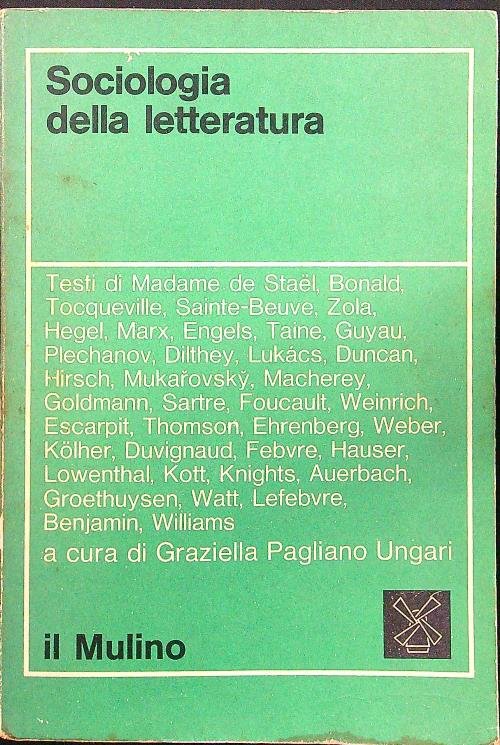 Sociologia
della letteratura
Testi di Madame de Staël, Bonald,
Tocqueville, Sainte-Beuve, Zola,
Hegel, Marx, Engels, Taine, Guyau,
Plechanov, Dilthey, Lukács, Duncan,
Hirsch, Mukařovský, Macherey,
Goldmann, Sartre, Foucault, Weinrich,
Escarpit, Thomson, Ehrenberg, Weber,
Kölher, Duvignaud, Febvre, Hauser,
Lowenthal, Kott, Knights, Auerbach,
Groethuysen, Watt, Lefebvre,
Benjamin, Williams
a cura di Graziella Pagliano Ungari
il Mulino